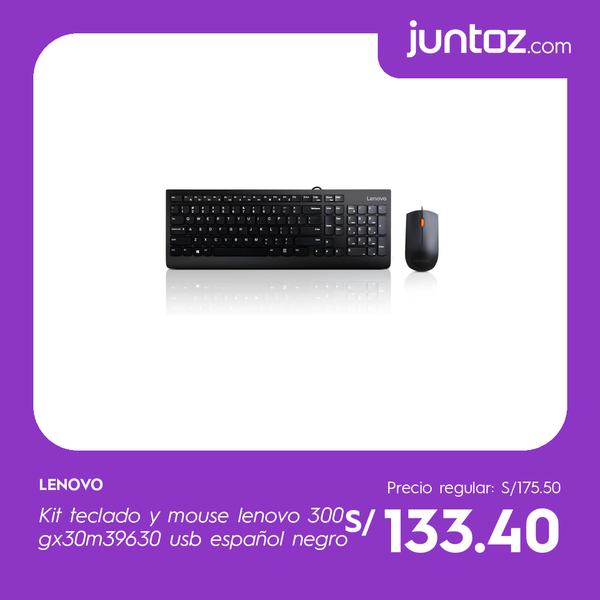 juntoz.com
Lenovo
LENOVO
Precio regular: S/175.50
Kit teclado y mouse lenovo 300
gx30m39630 usb español negro
S/ 133.40